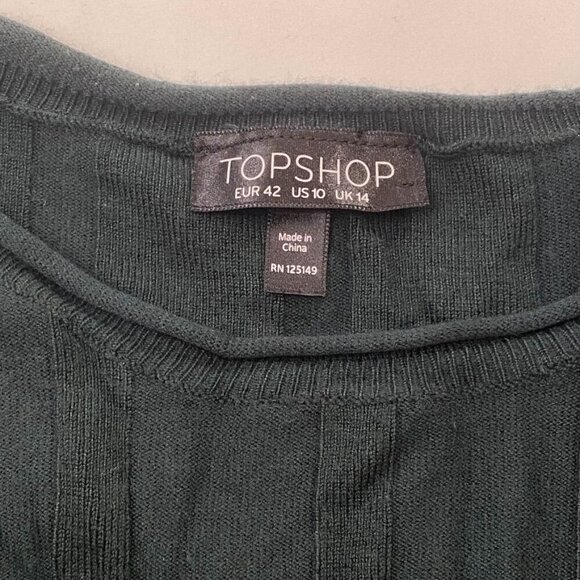 TOPSHOP
EUR 42 US 10 UK 14
Made in
China
RN 125149